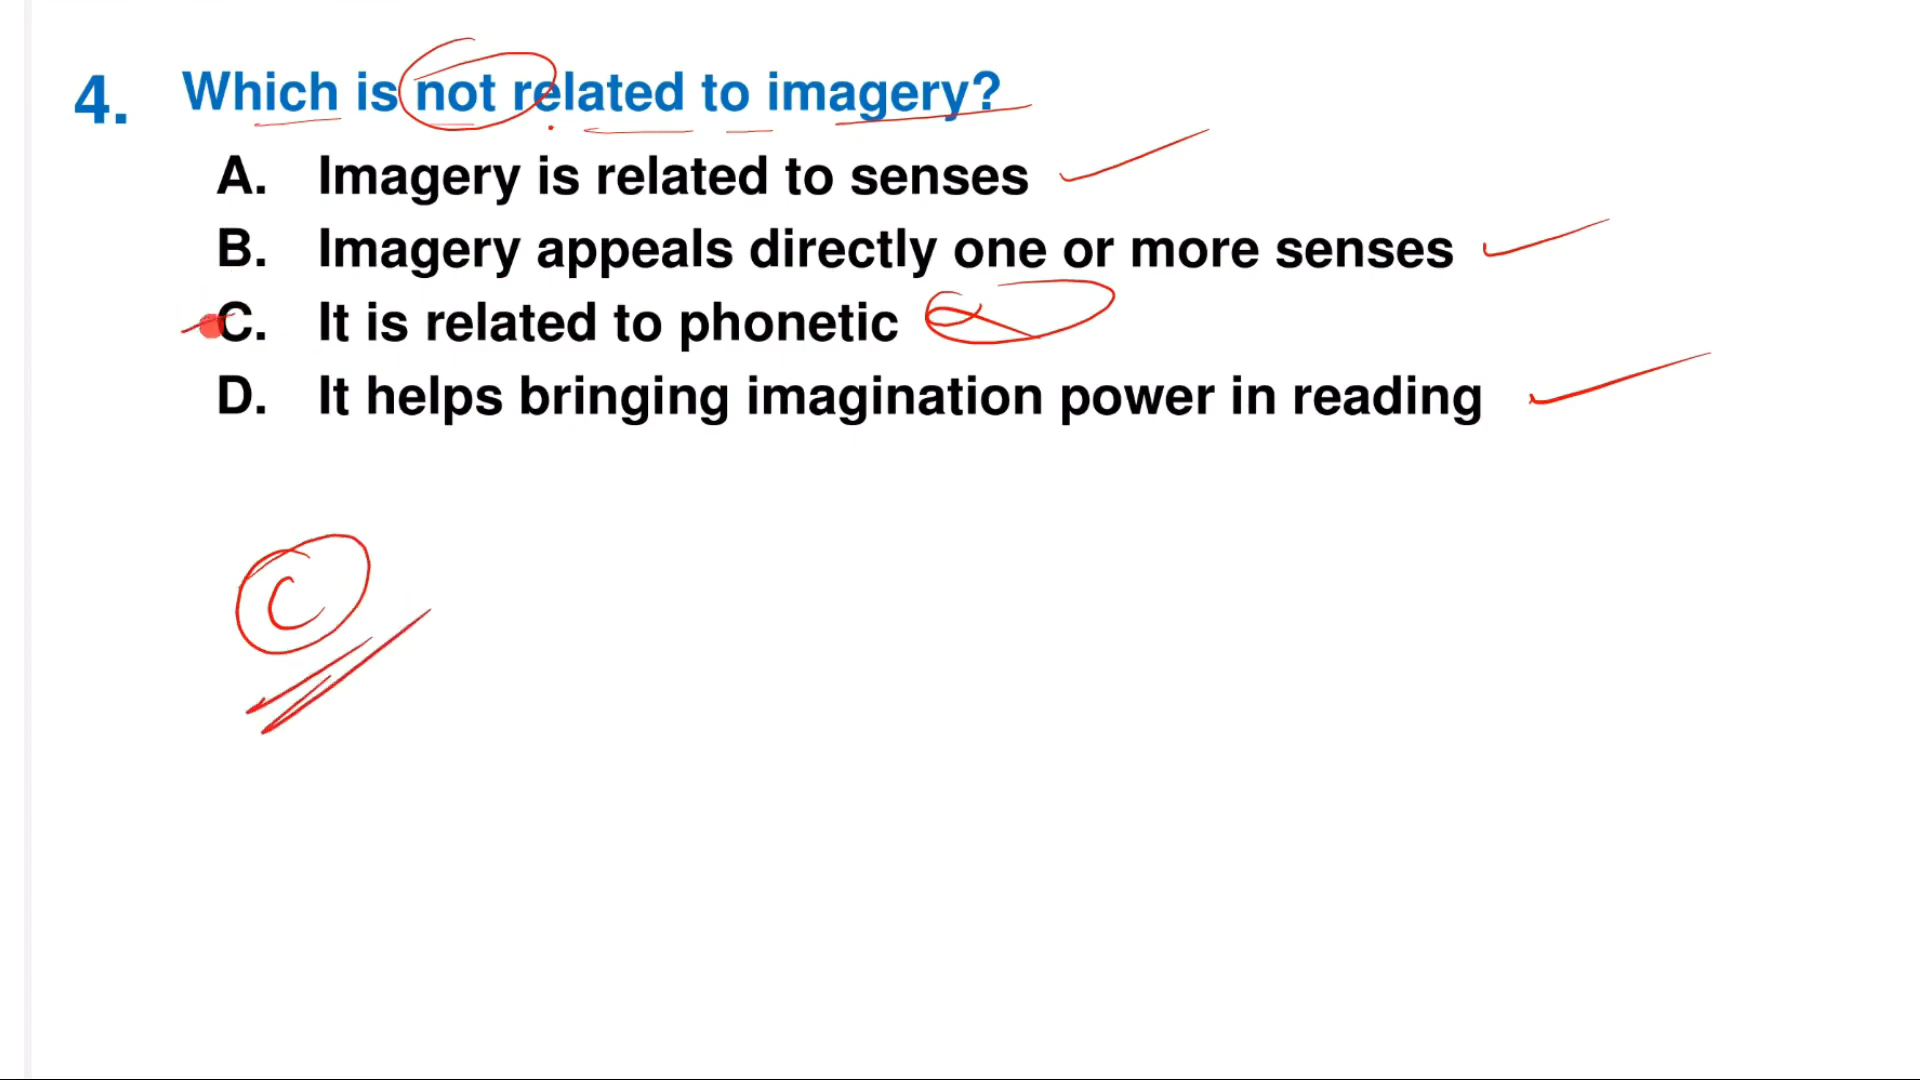 4. Which is not related to imagery?
A. Imagery is related to senses
B. Imagery appeals directly one or more senses
C. It is related to phonetic
D. It helps bringing imagination power in reading
C